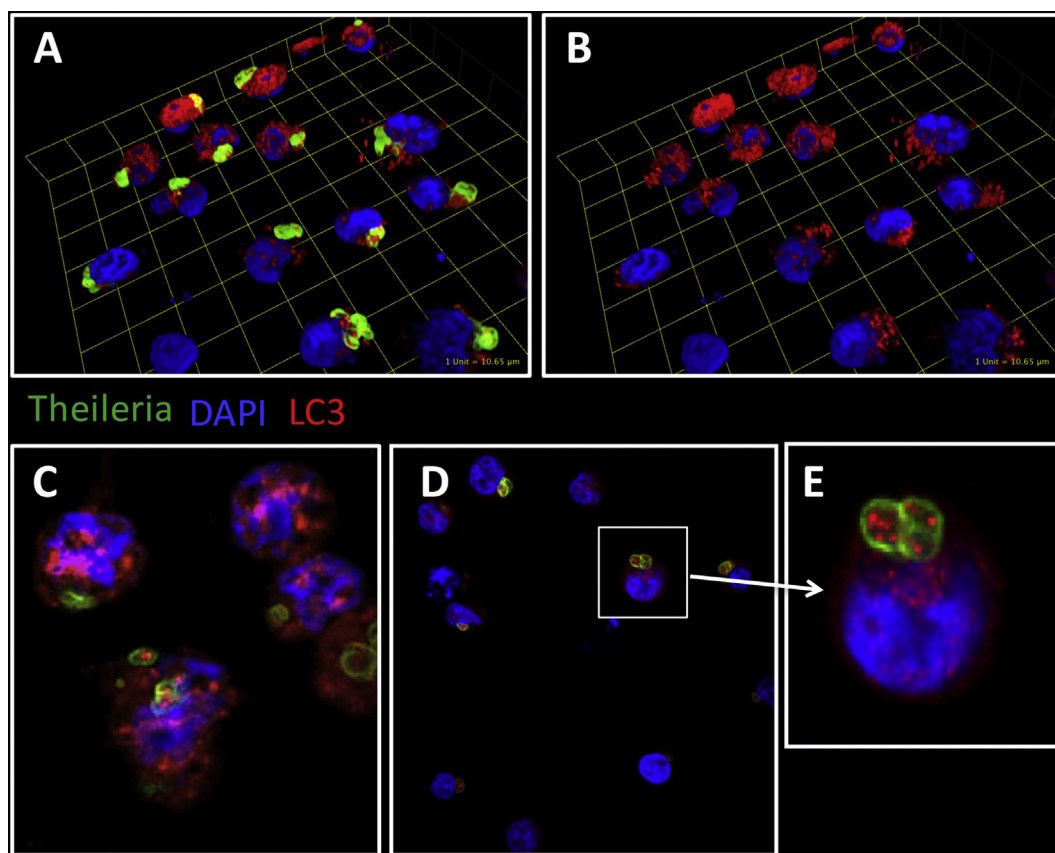 A
B
1 Unit = 10.65 µm
1 Unit = 10.65 µm
Theileria DAPI LC3
C
D
E